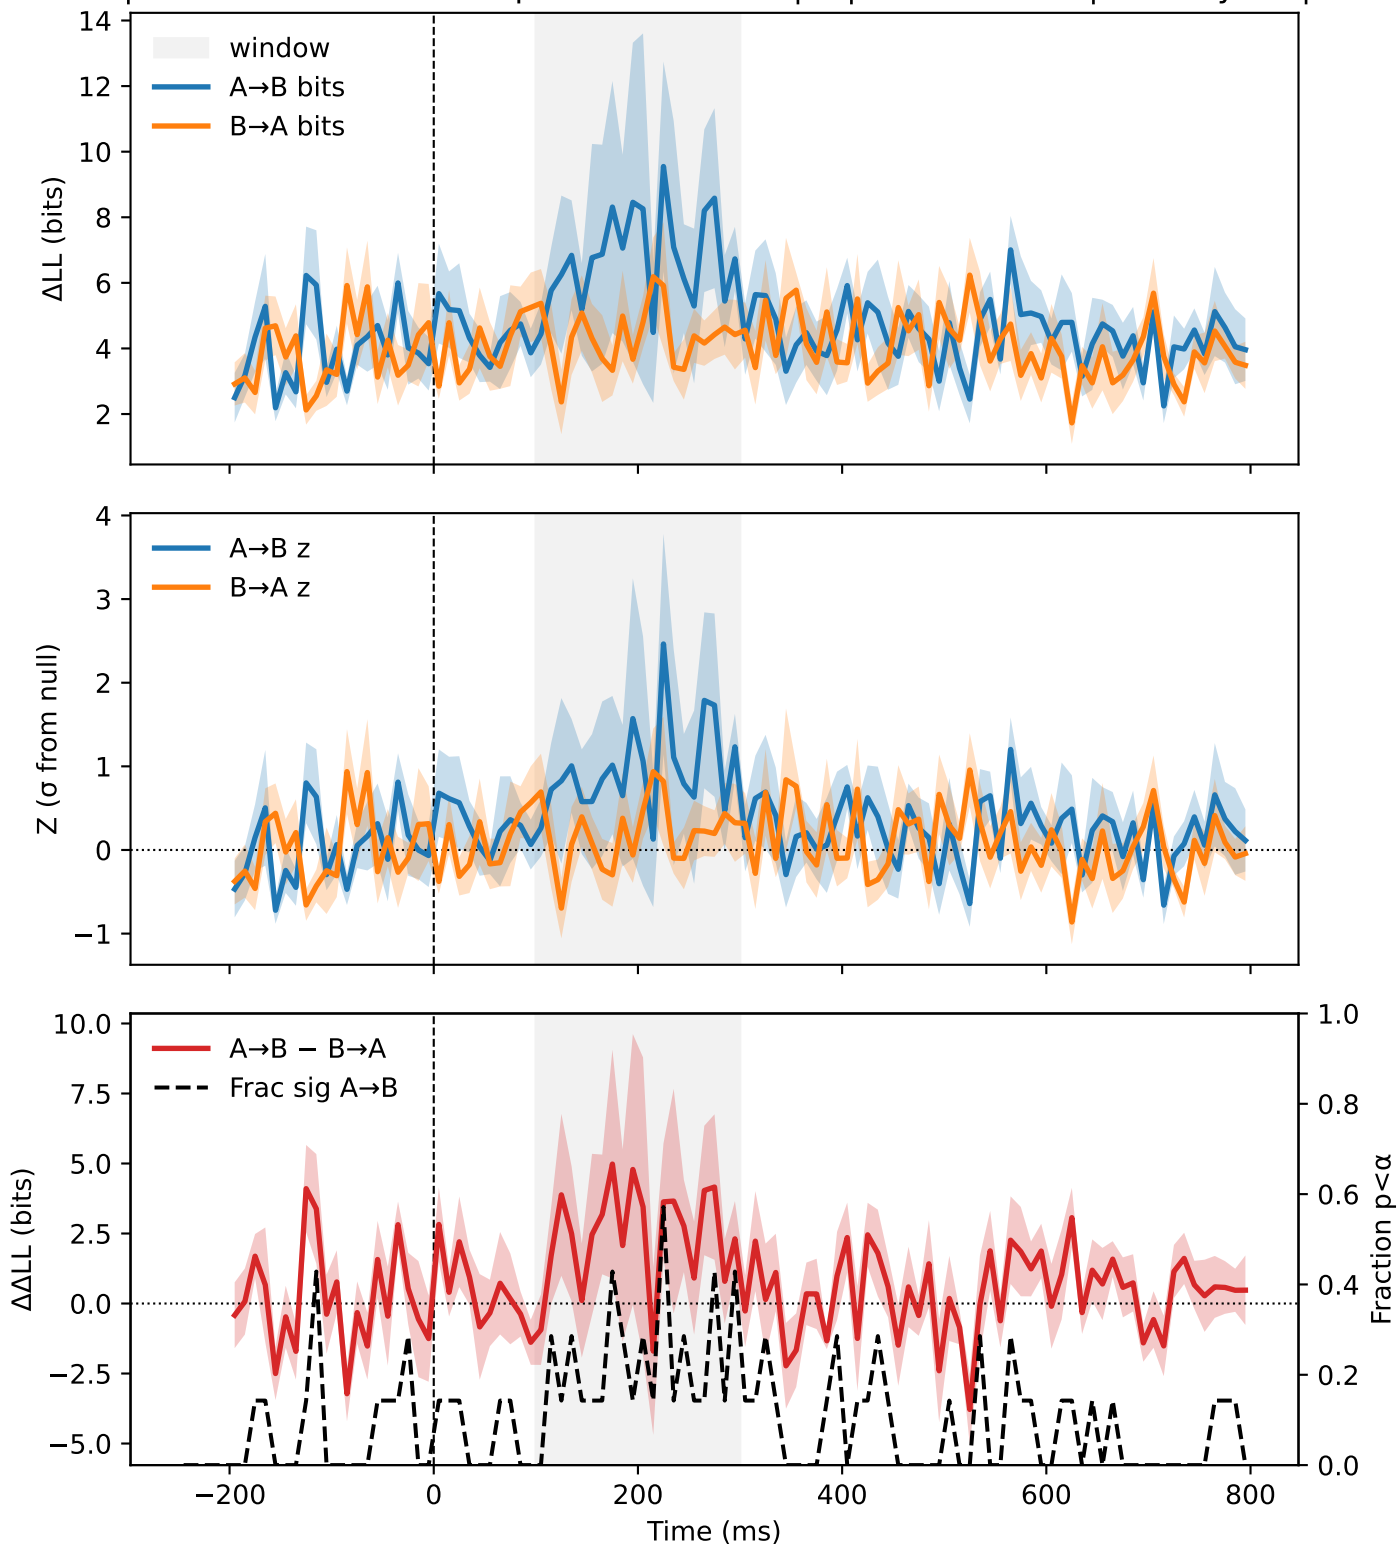 14
12
10
8
6
4
2
ΔLL (bits)
window
A→B bits
B→A bits
4
3
2
1
0
−1
Z (σ from null)
A→B z
B→A z
10.0
7.5
5.0
2.5
0.0
−2.5
−5.0
ΔΔLL (bits)
A→B − B→A
Frac sig A→B
1.0
0.8
0.6
0.4
0.2
0.0
Fraction p<α
−200
0
200
400
600
800
Time (ms)